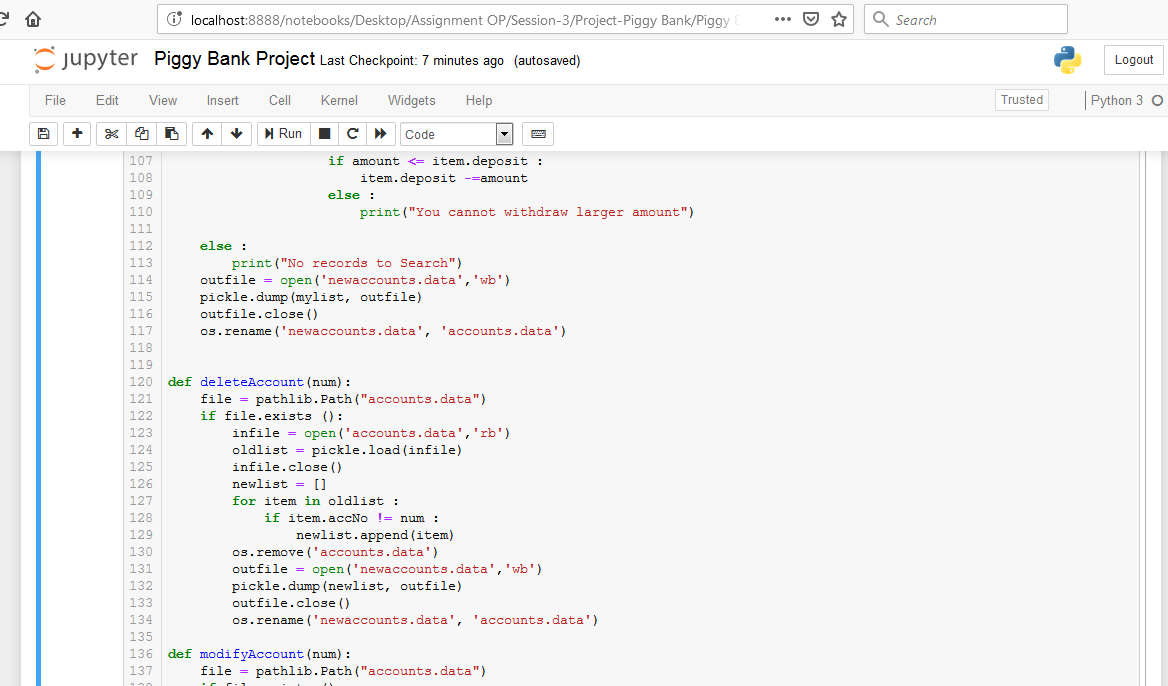 localhost:8888/notebooks/Desktop/Assignment OP/Session-3/Project-Piggy Bank/Piggy
Search
jupyter Piggy Bank Project Last Checkpoint: 7 minutes ago (autosaved)
Logout
File Edit View Insert Cell Kernel Widgets Help
Trusted
Python 3
Run
Code
107 if amount <= item.deposit :
108 item.deposit -=amount
109 else :
110 print("You cannot withdraw larger amount")
111
112 else :
113 print("No records to Search")
114 outfile = open('newaccounts.data','wb')
115 pickle.dump(mylist, outfile)
116 outfile.close()
117 os.rename('newaccounts.data', 'accounts.data')
118
119
120 def deleteAccount(num):
121 file = pathlib.Path("accounts.data")
122 if file.exists ():
123 infile = open('accounts.data','rb')
124 oldlist = pickle.load(infile)
125 infile.close()
126 newlist = []
127 for item in oldlist :
128 if item.accNo != num :
129 newlist.append(item)
130 os.remove('accounts.data')
131 outfile = open('newaccounts.data','wb')
132 pickle.dump(newlist, outfile)
133 outfile.close()
134 os.rename('newaccounts.data', 'accounts.data')
135
136 def modifyAccount(num):
137 file = pathlib.Path("accounts.data")